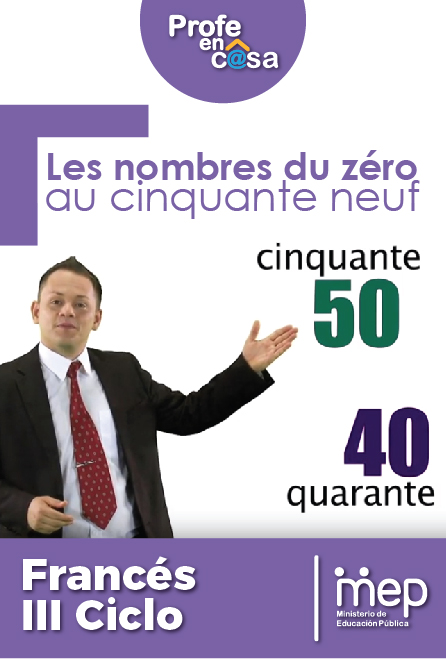 Profe
en
c@sa
Les nombres du zéro
au cinquante neuf
cinquante
50
40
quarante
Francés
III Ciclo
mep
Ministerio de
Educación Pública